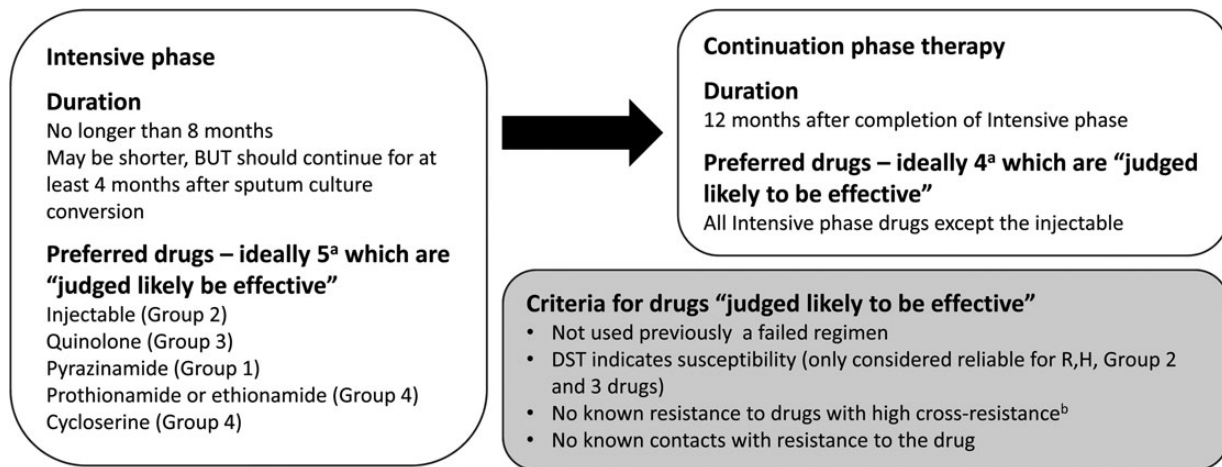 Intensive phase
Duration
No longer than 8 months
May be shorter, BUT should continue for at
least 4 months after sputum culture
conversion
Preferred drugs – ideally 5ᵃ which are
“judged likely be effective”
Injectable (Group 2)
Quinolone (Group 3)
Pyrazinamide (Group 1)
Prothionamide or ethionamide (Group 4)
Cycloserine (Group 4)
Continuation phase therapy
Duration
12 months after completion of Intensive phase
Preferred drugs – ideally 4ᵃ which are “judged
likely to be effective”
All Intensive phase drugs except the injectable
Criteria for drugs “judged likely to be effective”
• Not used previously a failed regimen
• DST indicates susceptibility (only considered reliable for R,H, Group 2
and 3 drugs)
• No known resistance to drugs with high cross-resistanceᵇ
• No known contacts with resistance to the drug